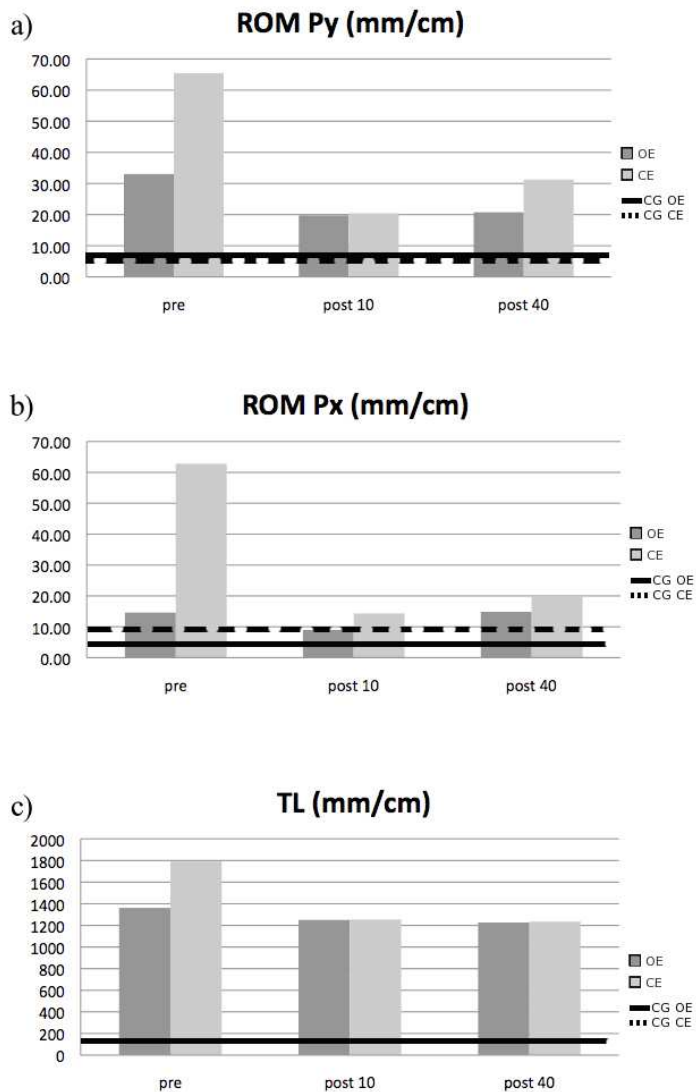 a)
ROM Py (mm/cm)
70.00
60.00
50.00
40.00
30.00
20.00
10.00
0.00
pre post 10 post 40
OE
CE
CG OE
CG CE
b)
ROM Px (mm/cm)
70.00
60.00
50.00
40.00
30.00
20.00
10.00
0.00
pre post 10 post 40
OE
CE
CG OE
CG CE
c)
TL (mm/cm)
2000
1800
1600
1400
1200
1000
800
600
400
200
0
pre post 10 post 40
OE
CE
CG OE
CG CE